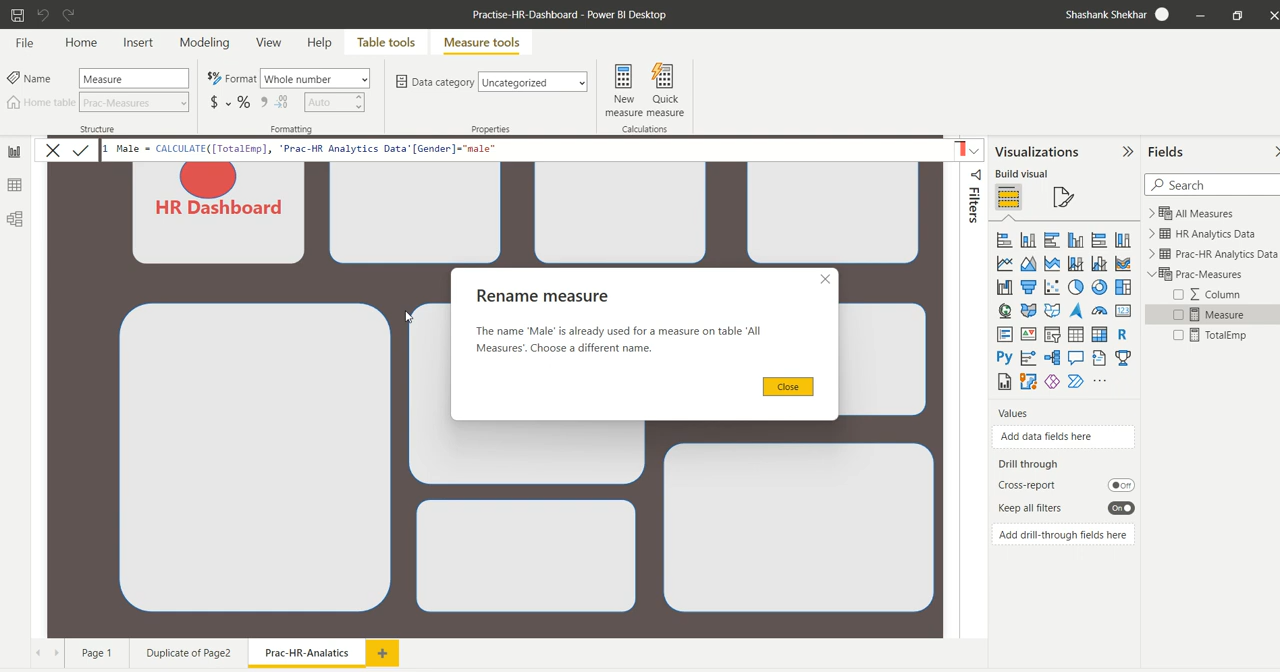 Practise-HR-Dashboard - Power BI Desktop
Shashank Shekhar
File Home Insert Modeling View Help Table tools Measure tools
Name Measure
Home table Prac-Measures
Structure
$% Format Whole number
$ % Auto
Formatting
Data category Uncategorized
Properties
New measure
Quick measure
Calculations
1 Male = CALCULATE([TotalEmp], 'Prac-HR Analytics Data'[Gender]="male"
HR Dashboard
Rename measure
The name 'Male' is already used for a measure on table 'All
Measures'. Choose a different name.
Close
Filters
Visualizations
Build visual
123
R
Py
Values
Add data fields here
Drill through
Cross-report Off
Keep all filters On
Add drill-through fields here
Fields
Search
All Measures
HR Analytics Data
Prac-HR Analytics Data
Prac-Measures
Column
Measure
TotalEmp
Page 1 Duplicate of Page2 Prac-HR-Analatics +